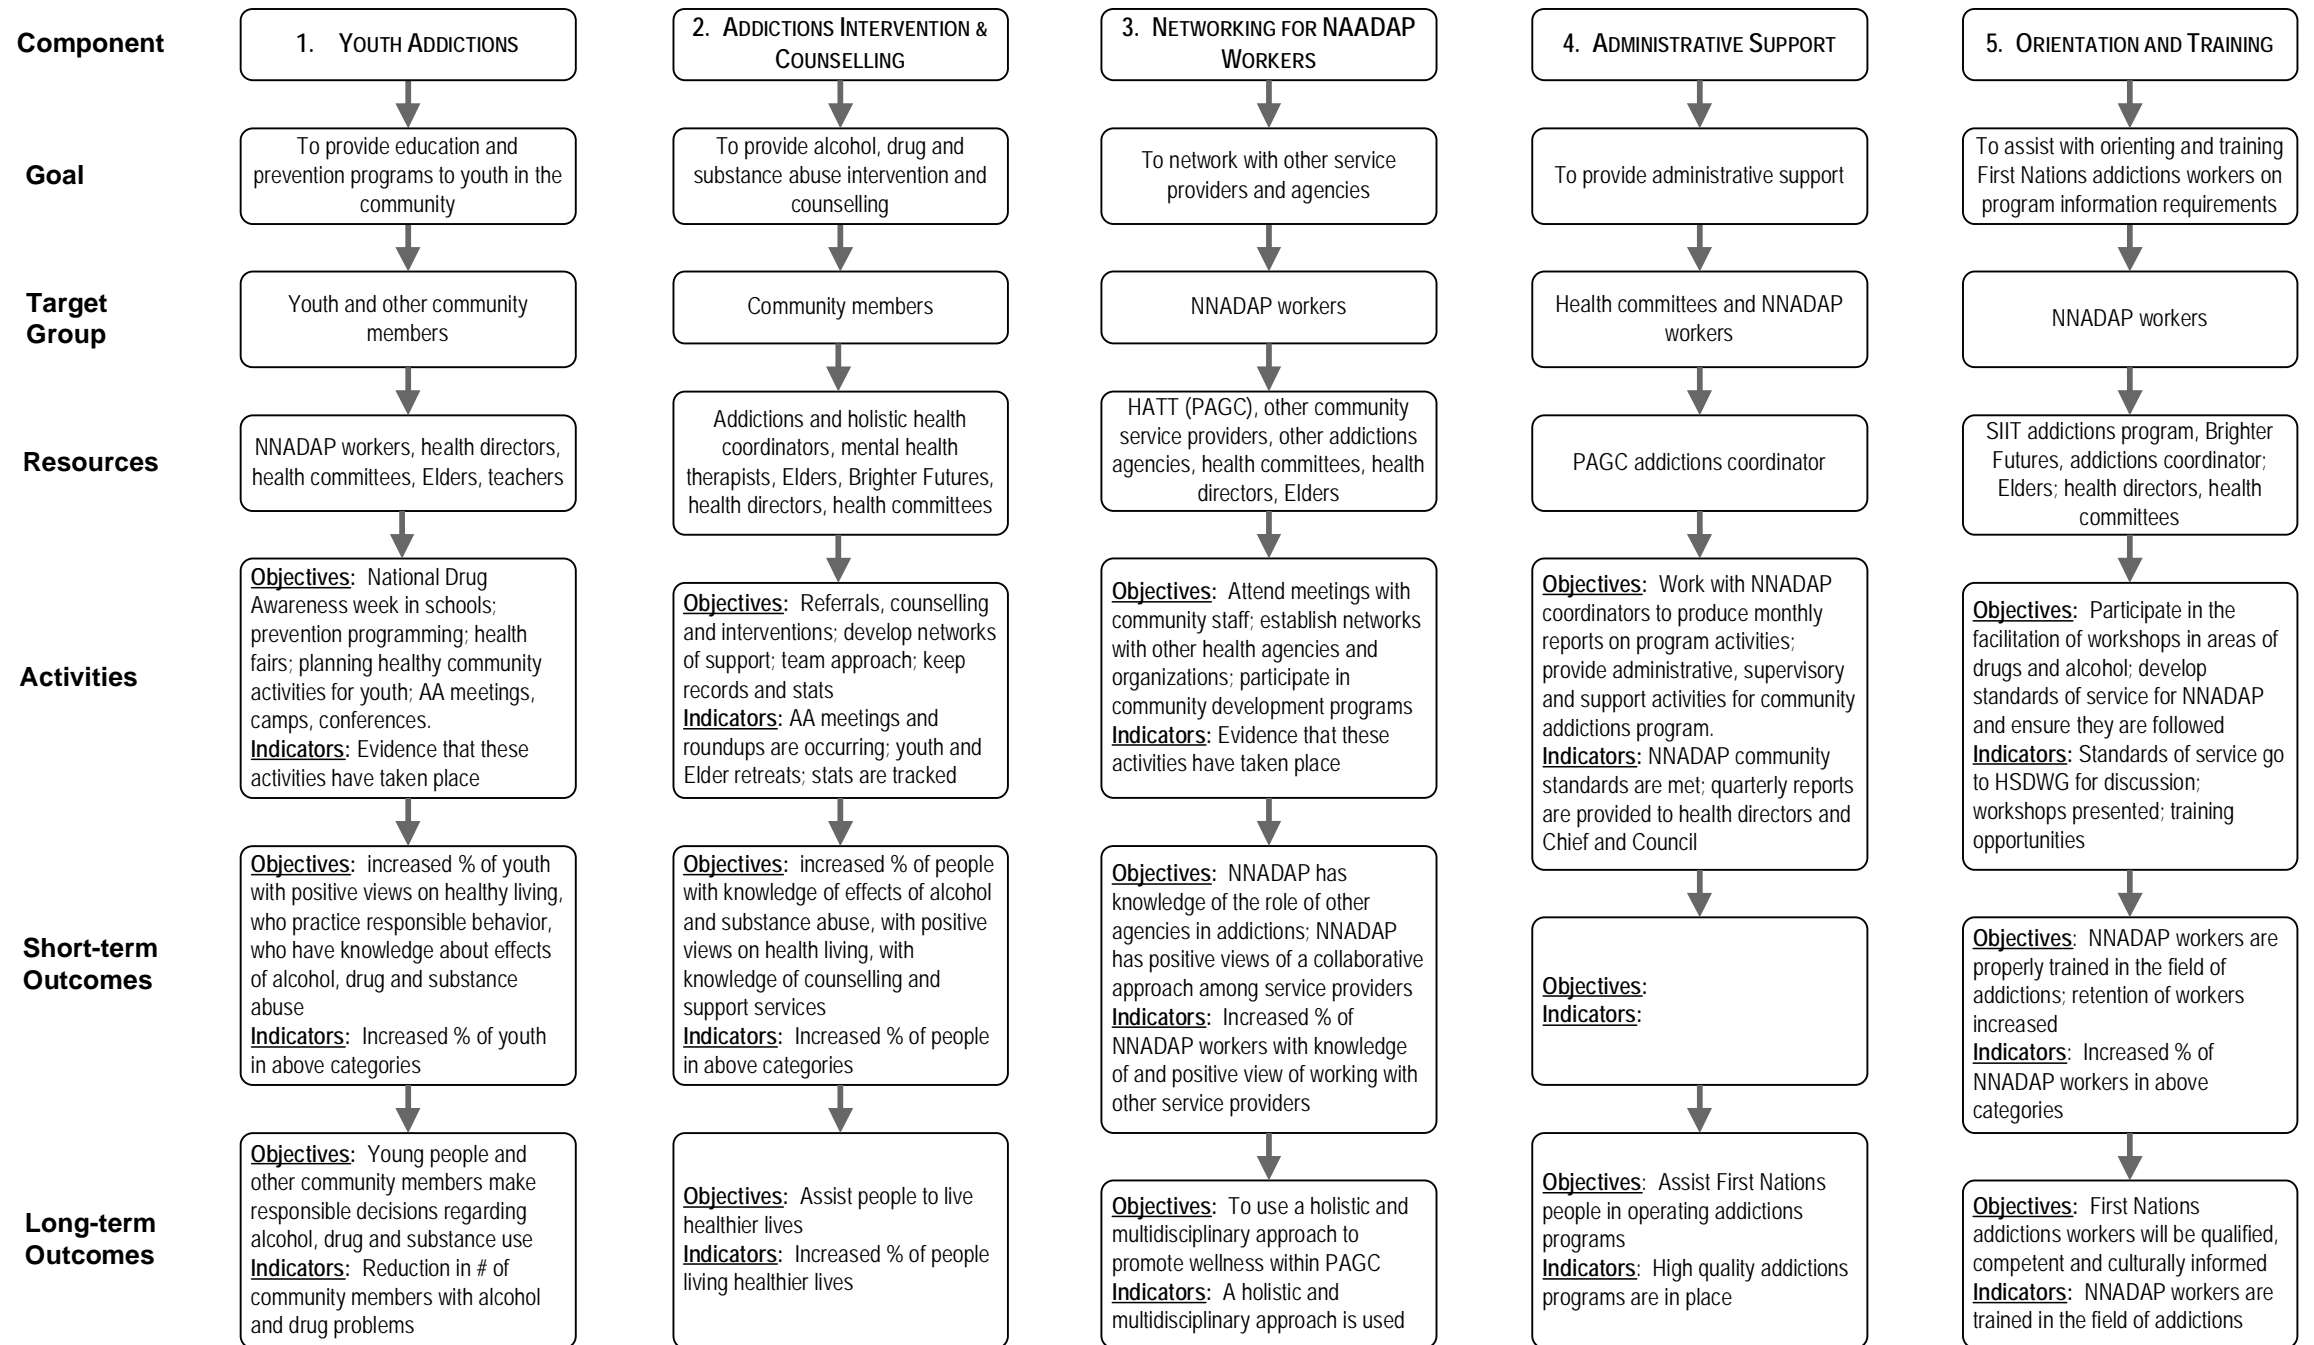 Component
1. YOUTH ADDICTIONS
2. ADDICTIONS INTERVENTION &
COUNSELLING
3. NETWORKING FOR NAADAP
WORKERS
4. ADMINISTRATIVE SUPPORT
5. ORIENTATION AND TRAINING
Goal
To provide education and
prevention programs to youth in the
community
To provide alcohol, drug and
substance abuse intervention and
counselling
To network with other service
providers and agencies
To provide administrative support
To assist with orienting and training
First Nations addictions workers on
program information requirements
Target
Group
Youth and other community
members
Community members
NNADAP workers
Health committees and NNADAP
workers
NNADAP workers
Resources
NNADAP workers, health directors,
health committees, Elders, teachers
Addictions and holistic health
coordinators, mental health
therapists, Elders, Brighter Futures,
health directors, health committees
HATT (PAGC), other community
service providers, other addictions
agencies, health committees, health
directors, Elders
PAGC addictions coordinator
SIIT addictions program, Brighter
Futures, addictions coordinator;
Elders; health directors, health
committees
Activities
Objectives: National Drug
Awareness week in schools;
prevention programming; health
fairs; planning healthy community
activities for youth; AA meetings,
camps, conferences.
Indicators: Evidence that these
activities have taken place
Objectives: Referrals, counselling
and interventions; develop networks
of support; team approach; keep
records and stats
Indicators: AA meetings and
roundups are occurring; youth and
Elder retreats; stats are tracked
Objectives: Attend meetings with
community staff; establish networks
with other health agencies and
organizations; participate in
community development programs
Indicators: Evidence that these
activities have taken place
Objectives: Work with NNADAP
coordinators to produce monthly
reports on program activities;
provide administrative, supervisory
and support activities for community
addictions program.
Indicators: NNADAP community
standards are met; quarterly reports
are provided to health directors and
Chief and Council
Objectives: Participate in the
facilitation of workshops in areas of
drugs and alcohol; develop
standards of service for NNADAP
and ensure they are followed
Indicators: Standards of service go
to HSDWG for discussion;
workshops presented; training
opportunities
Short-term
Outcomes
Objectives: increased % of youth
with positive views on healthy living,
who practice responsible behavior,
who have knowledge about effects
of alcohol, drug and substance
abuse
Indicators: Increased % of youth
in above categories
Objectives: increased % of people
with knowledge of effects of alcohol
and substance abuse, with positive
views on health living, with
knowledge of counselling and
support services
Indicators: Increased % of people
in above categories
Objectives: NNADAP has
knowledge of the role of other
agencies in addictions; NNADAP
has positive views of a collaborative
approach among service providers
Indicators: Increased % of
NNADAP workers with knowledge
of and positive view of working with
other service providers
Objectives:
Indicators:
Objectives: NNADAP workers are
properly trained in the field of
addictions; retention of workers
increased
Indicators: Increased % of
NNADAP workers in above
categories
Long-term
Outcomes
Objectives: Young people and
other community members make
responsible decisions regarding
alcohol, drug and substance use
Indicators: Reduction in # of
community members with alcohol
and drug problems
Objectives: Assist people to live
healthier lives
Indicators: Increased % of people
living healthier lives
Objectives: To use a holistic and
multidisciplinary approach to
promote wellness within PAGC
Indicators: A holistic and
multidisciplinary approach is used
Objectives: Assist First Nations
people in operating addictions
programs
Indicators: High quality addictions
programs are in place
Objectives: First Nations
addictions workers will be qualified,
competent and culturally informed
Indicators: NNADAP workers are
trained in the field of addictions